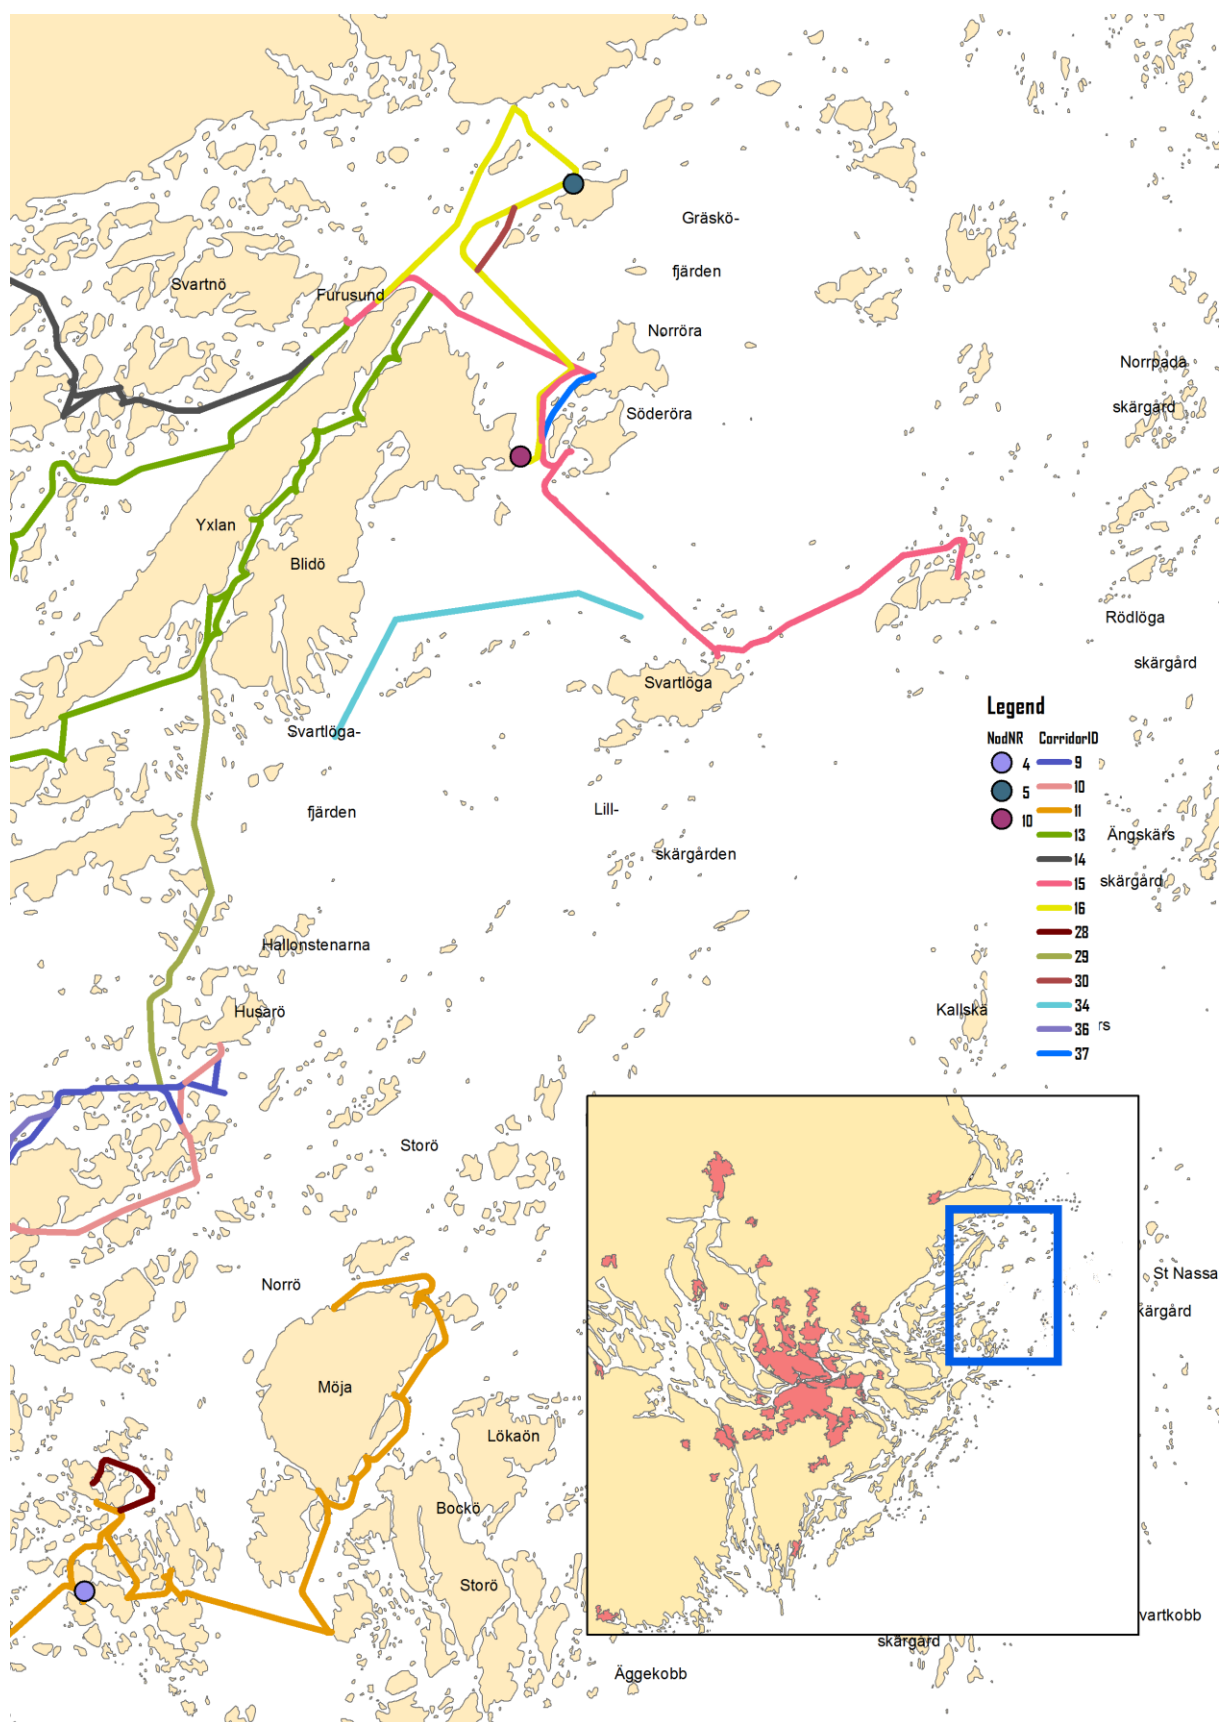 Gräskö-
fjärden
Svartnö
Furusund
Norröra
Norrpada
skärgård
Söderöra
Yxlan
Blidö
Rödlöga
skärgård
Svartlöga
Svartlöga-
fjärden
Lill-
skärgården
Legend
NodNR CorridorID
4
5
10
9
10
11
13
14
15
16
28
29
30
34
36
37
Ängskärs
skärgård
Hallonstenarna
Husarö
Kallskä
rs
Storö
Norrö
St Nassa
kärgård
Möja
Lökaön
Bockö
Storö
vartkobb
skärgård
Äggekobb